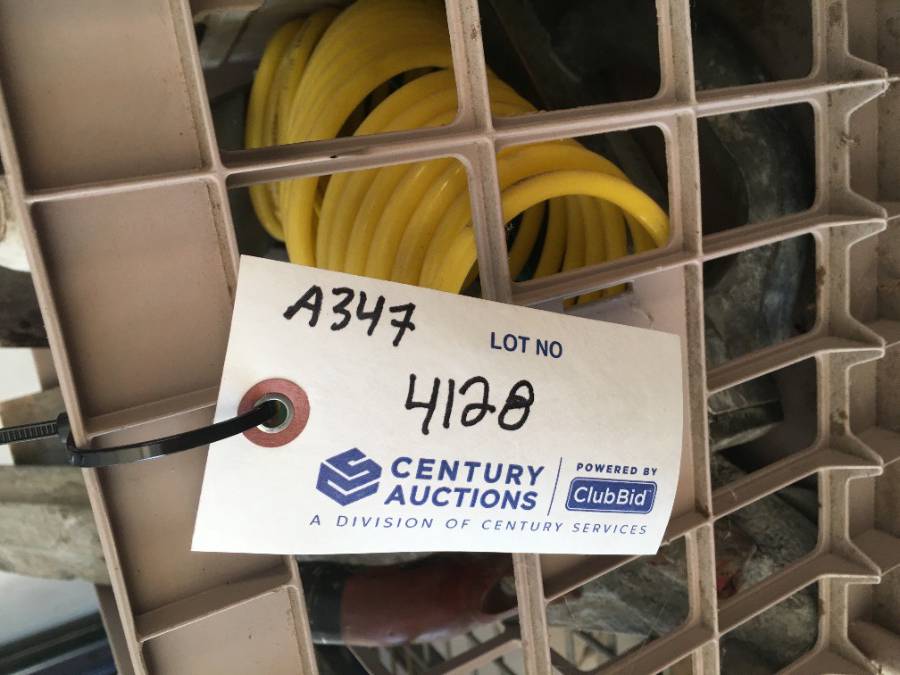 A347
LOT NO
4128
CENTURY AUCTIONS
POWERED BY
ClubBid
A DIVISION OF CENTURY SERVICES